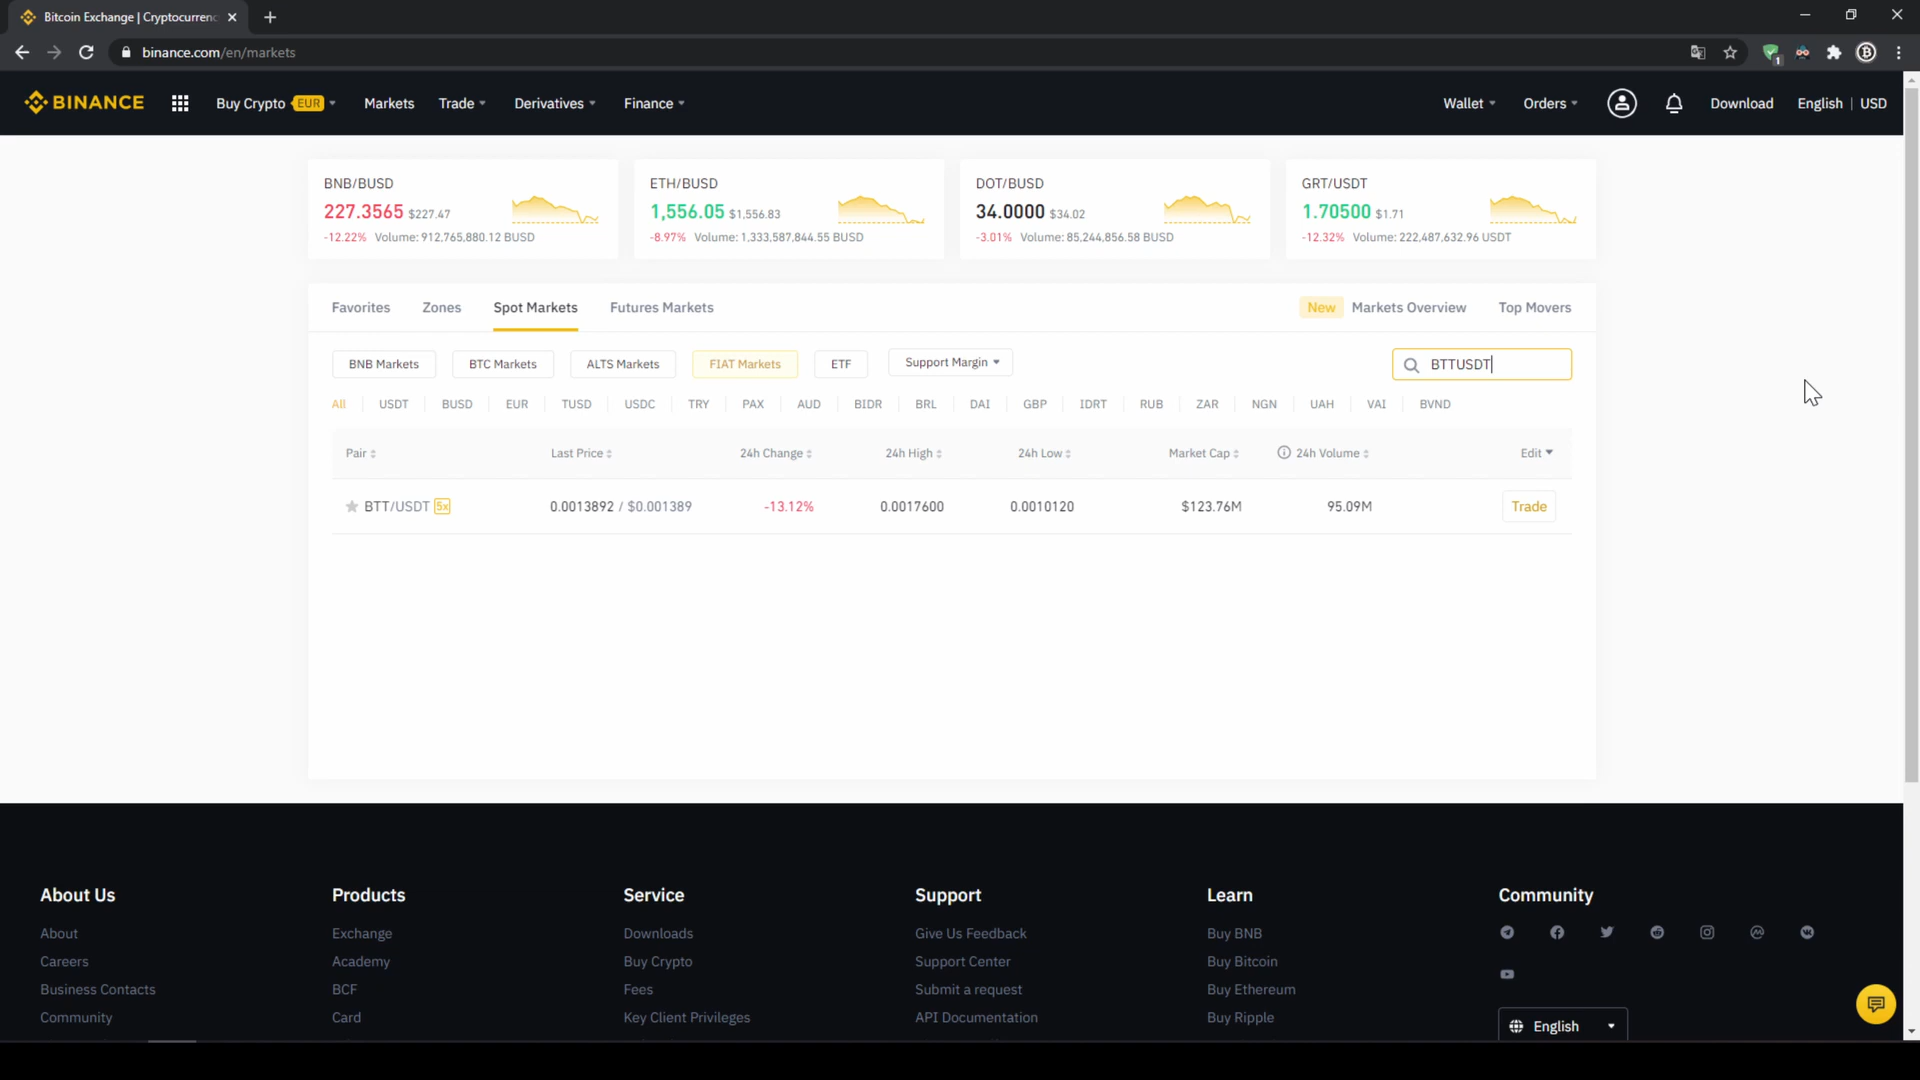 Bitcoin Exchange | Cryptocurrenc
binance.com/en/markets
1
BINANCE Buy Crypto EUR Markets Trade Derivatives Finance Wallet Orders Download English | USD
BNB/BUSD
227.3565 $227.47
-12.22% Volume: 912,765,880.12 BUSD
ETH/BUSD
1,556.05 $1,556.83
-8.97% Volume: 1,333,587,844.55 BUSD
DOT/BUSD
34.0000 $34.02
-3.01% Volume: 85,244,856.58 BUSD
GRT/USDT
1.70500 $1.71
-12.32% Volume: 222,487,632.96 USDT
Favorites Zones Spot Markets Futures Markets New Markets Overview Top Movers
BNB Markets BTC Markets ALTS Markets FIAT Markets ETF Support Margin BTTUSDT
All USDT BUSD EUR TUSD USDC TRY PAX AUD BIDR BRL DAI GBP IDRT RUB ZAR NGN UAH VAI BVND
Pair Last Price 24h Change 24h High 24h Low Market Cap 24h Volume Edit
BTT/USDT 5x 0.0013892 / $0.001389 -13.12% 0.0017600 0.0010120 $123.76M 95.09M Trade
About Us
About
Careers
Business Contacts
Community
Products
Exchange
Academy
BCF
Card
Service
Downloads
Buy Crypto
Fees
Key Client Privileges
Support
Give Us Feedback
Support Center
Submit a request
API Documentation
Learn
Buy BNB
Buy Bitcoin
Buy Ethereum
Buy Ripple
Community
English